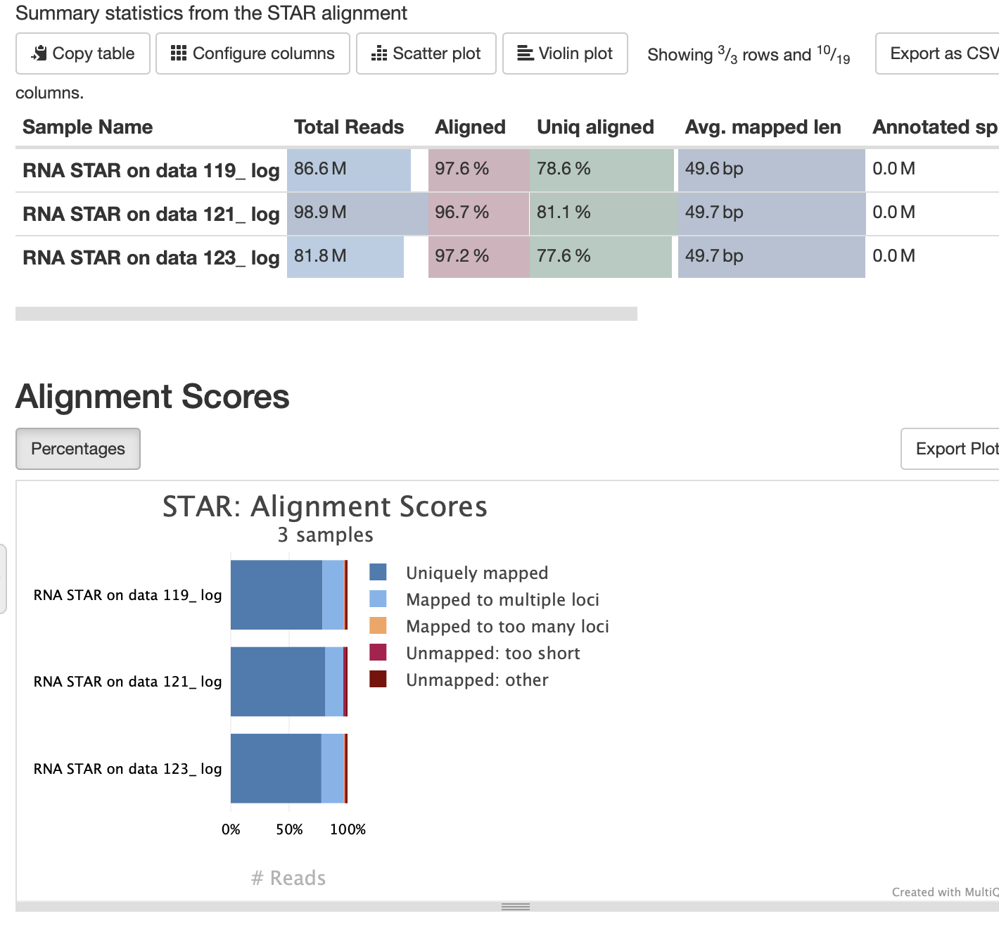 Summary statistics from the STAR alignment
Copy table Configure columns Scatter plot Violin plot Showing 3/3 rows and 10/19 Export as CSV
columns.
Sample Name Total Reads Aligned Uniq aligned Avg. mapped len Annotated sp
RNA STAR on data 119_ log 86.6 M 97.6 % 78.6 % 49.6 bp 0.0 M
RNA STAR on data 121_ log 98.9 M 96.7 % 81.1 % 49.7 bp 0.0 M
RNA STAR on data 123_ log 81.8 M 97.2 % 77.6 % 49.7 bp 0.0 M
Alignment Scores
Percentages Export Plot
STAR: Alignment Scores
3 samples
RNA STAR on data 119_ log
RNA STAR on data 121_ log
RNA STAR on data 123_ log
Uniquely mapped
Mapped to multiple loci
Mapped to too many loci
Unmapped: too short
Unmapped: other
0% 50% 100%
# Reads
Created with MultiQ